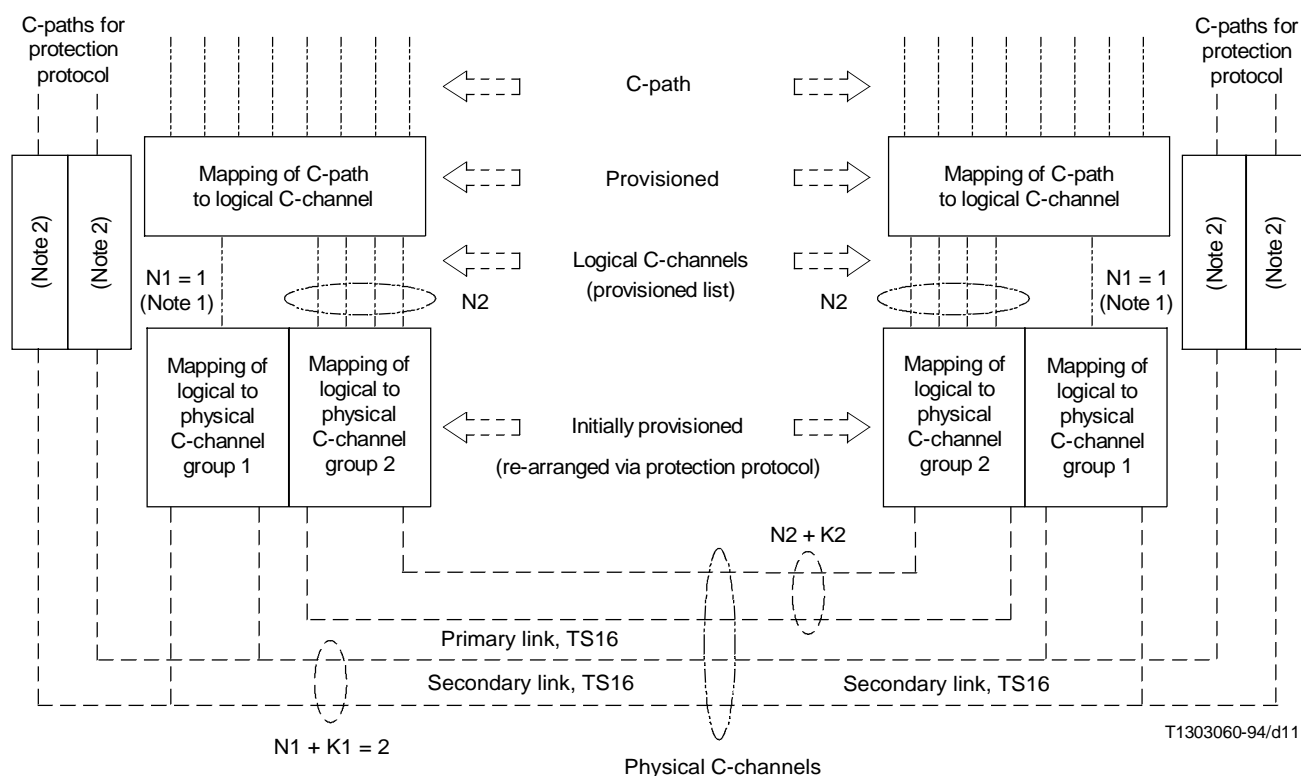 C-paths for
protection
protocol
C-paths for
protection
protocol
C-path
Mapping of C-path
to logical C-channel
Provisioned
Mapping of C-path
to logical C-channel
(Note 2)
(Note 2)
(Note 2)
(Note 2)
N1 = 1
(Note 1)
N2
Logical C-channels
(provisioned list)
N2
N1 = 1
(Note 1)
Mapping of
logical to
physical
C-channel
group 1
Mapping of
logical to
physical
C-channel
group 2
Initially provisioned
(re-arranged via protection protocol)
Mapping of
logical to
physical
C-channel
group 2
Mapping of
logical to
physical
C-channel
group 1
N2 + K2
Primary link, TS16
Secondary link, TS16
Secondary link, TS16
N1 + K1 = 2
Physical C-channels
T1303060-94/d11